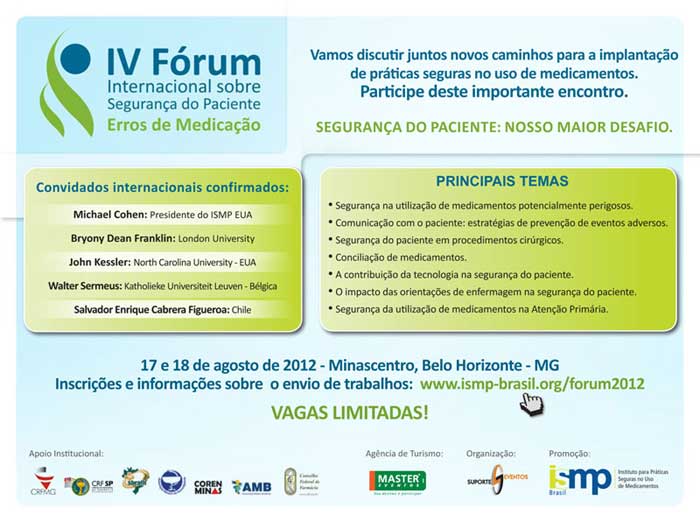 IV Fórum
Internacional sobre
Segurança do Paciente
Erros de Medicação
Vamos discutir juntos novos caminhos para a implantação
de práticas seguras no uso de medicamentos.
Participe deste importante encontro.
SEGURANÇA DO PACIENTE: NOSSO MAIOR DESAFIO.
Convidados internacionais confirmados:
Michael Cohen: Presidente do ISMP EUA
Bryony Dean Franklin: London University
John Kessler: North Carolina University - EUA
Walter Sermeus: Katholieke Universiteit Leuven - Bélgica
Salvador Enrique Cabrera Figueroa: Chile
PRINCIPAIS TEMAS
• Segurança na utilização de medicamentos potencialmente perigosos.
• Comunicação com o paciente: estratégias de prevenção de eventos adversos.
• Segurança do paciente em procedimentos cirúrgicos.
• Conciliação de medicamentos.
• A contribuição da tecnologia na segurança do paciente.
• O impacto das orientações de enfermagem na segurança do paciente.
• Segurança da utilização de medicamentos na Atenção Primária.
17 e 18 de agosto de 2012 - Minascentro, Belo Horizonte - MG
Inscrições e informações sobre o envio de trabalhos: www.ismp-brasil.org/forum2012
VAGAS LIMITADAS!
Apoio Institucional:
CRFMG
CRF SP
COREN
MINAS
AMB
Conselho
Federal de
Farmácia
Agência de Turismo:
MASTER
EVENTOS
Organização:
SUPORTE EVENTOS
Promoção:
ismp
Brasil
Instituto para Práticas
Seguras no Uso
de Medicamentos